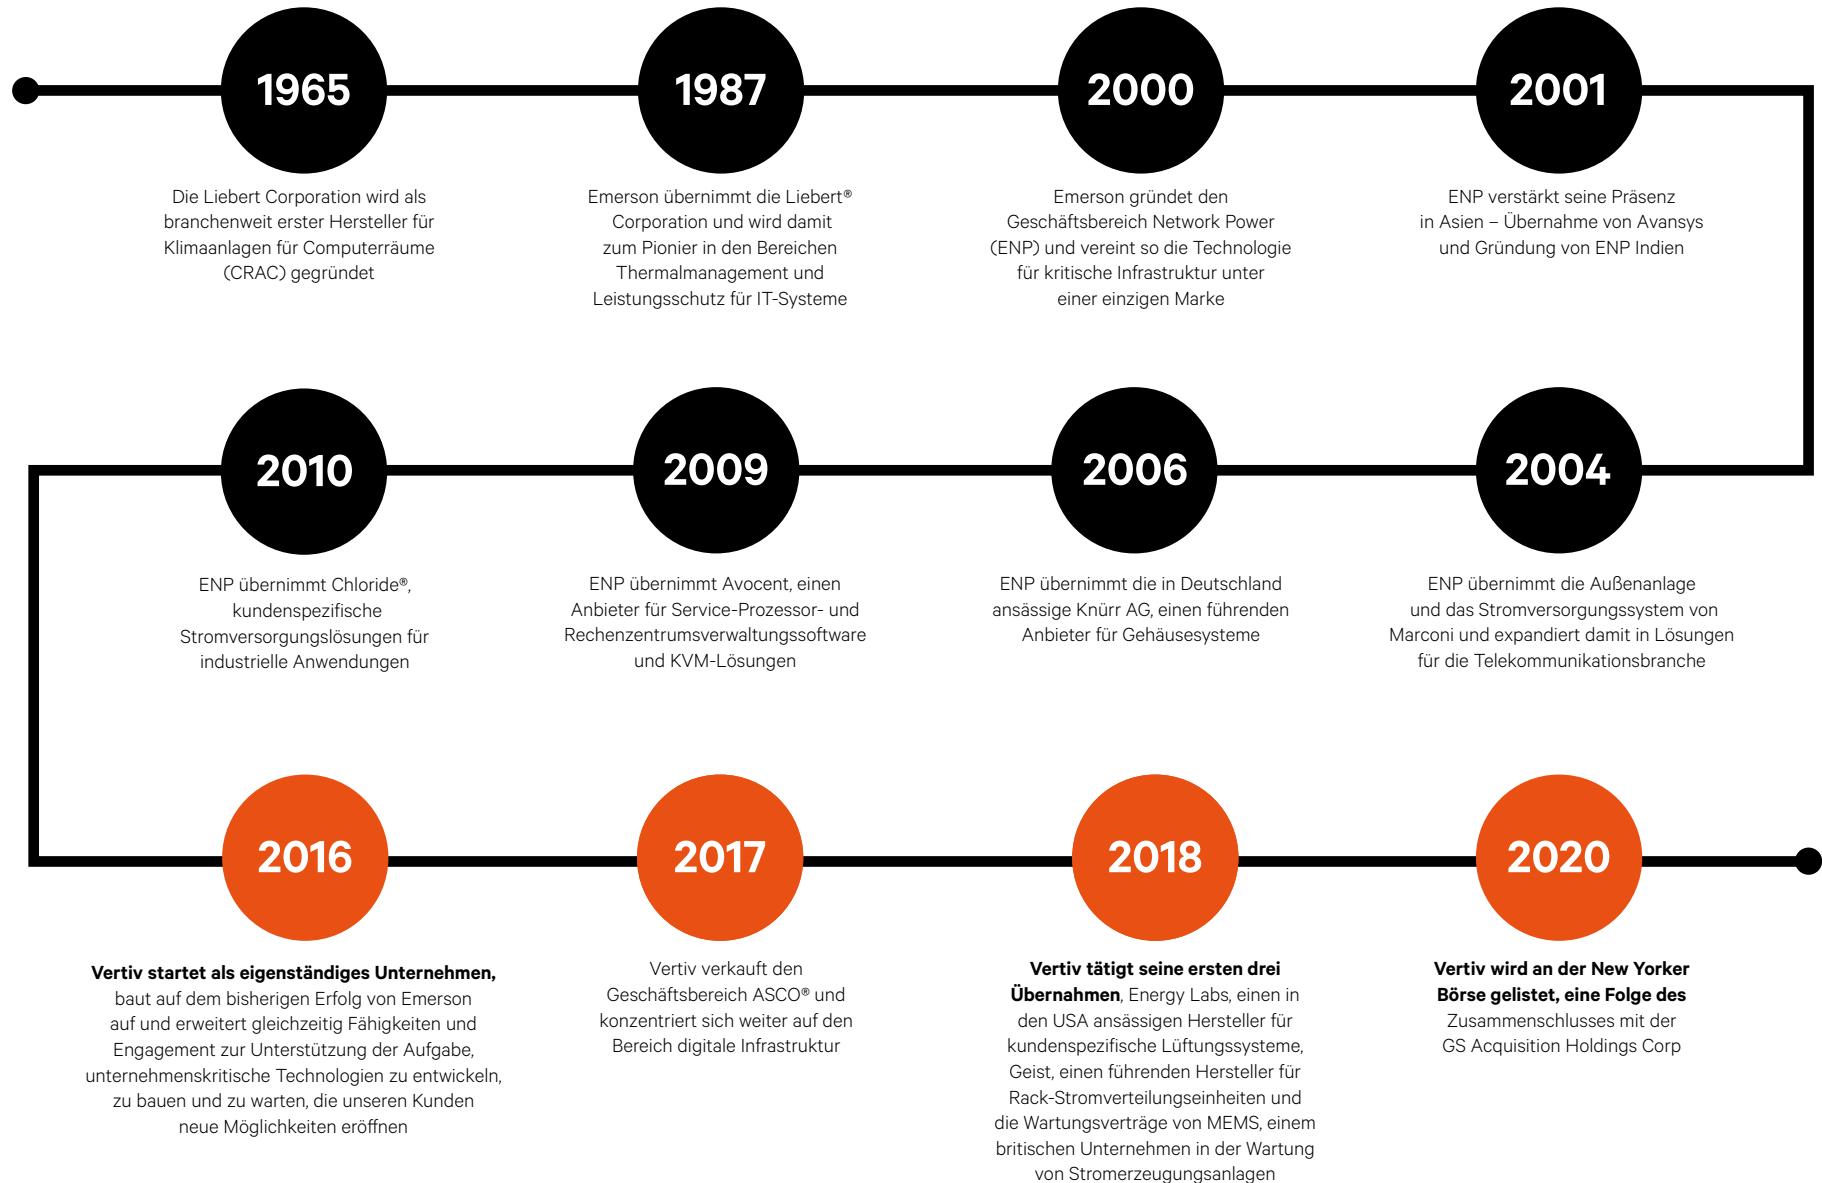 1965
Die Liebert Corporation wird als
branchenweit erster Hersteller für
Klimaanlagen für Computerräume
(CRAC) gegründet
1987
Emerson übernimmt die Liebert®
Corporation und wird damit
zum Pionier in den Bereichen
Thermalmanagement und
Leistungsschutz für IT-Systeme
2000
Emerson gründet den
Geschäftsbereich Network Power
(ENP) und vereint so die Technologie
für kritische Infrastruktur unter
einer einzigen Marke
2001
ENP verstärkt seine Präsenz
in Asien – Übernahme von Avansys
und Gründung von ENP Indien
2004
ENP übernimmt die Außenanlage
und das Stromversorgungssystem von
Marconi und expandiert damit in Lösungen
für die Telekommunikationsbranche
2006
ENP übernimmt die in Deutschland
ansässige Knürr AG, einen führenden
Anbieter für Gehäusesysteme
2009
ENP übernimmt Avocent, einen
Anbieter für Service-Prozessor- und
Rechenzentrumsverwaltungssoftware
und KVM-Lösungen
2010
ENP übernimmt Chloride®,
kundenspezifische
Stromversorgungslösungen für
industrielle Anwendungen
2016
Vertiv startet als eigenständiges Unternehmen,
baut auf dem bisherigen Erfolg von Emerson
auf und erweitert gleichzeitig Fähigkeiten und
Engagement zur Unterstützung der Aufgabe,
unternehmenskritische Technologien zu entwickeln,
zu bauen und zu warten, die unseren Kunden
neue Möglichkeiten eröffnen
2017
Vertiv verkauft den
Geschäftsbereich ASCO® und
konzentriert sich weiter auf den
Bereich digitale Infrastruktur
2018
Vertiv tätigt seine ersten drei
Übernahmen, Energy Labs, einen in
den USA ansässigen Hersteller für
kundenspezifische Lüftungssysteme,
Geist, einen führenden Hersteller für
Rack-Stromverteilungseinheiten und
die Wartungsverträge von MEMS, einem
britischen Unternehmen in der Wartung
von Stromerzeugungsanlagen
2020
Vertiv wird an der New Yorker
Börse gelistet, eine Folge des
Zusammenschlusses mit der
GS Acquisition Holdings Corp